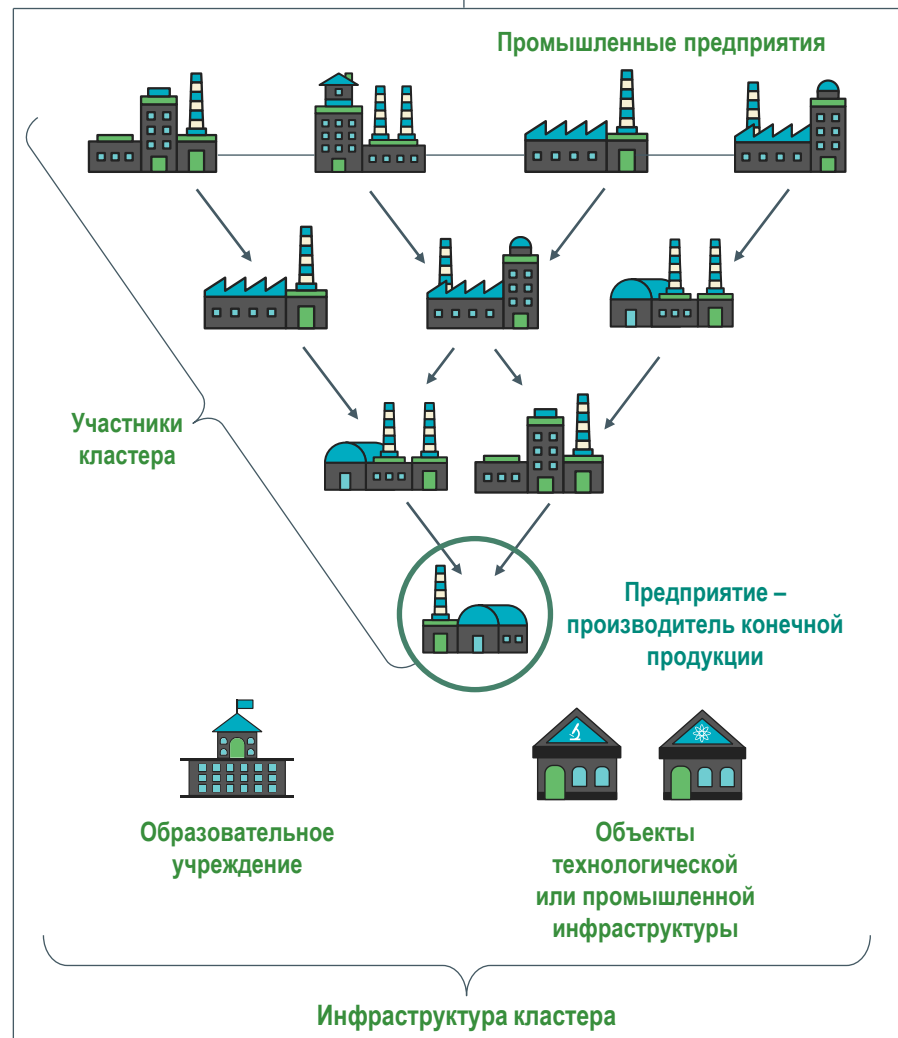 Промышленные предприятия
Участники
кластера
Предприятие –
производитель конечной
продукции
Образовательное
учреждение
Объекты
технологической
или промышленной
инфраструктуры
Инфраструктура кластера